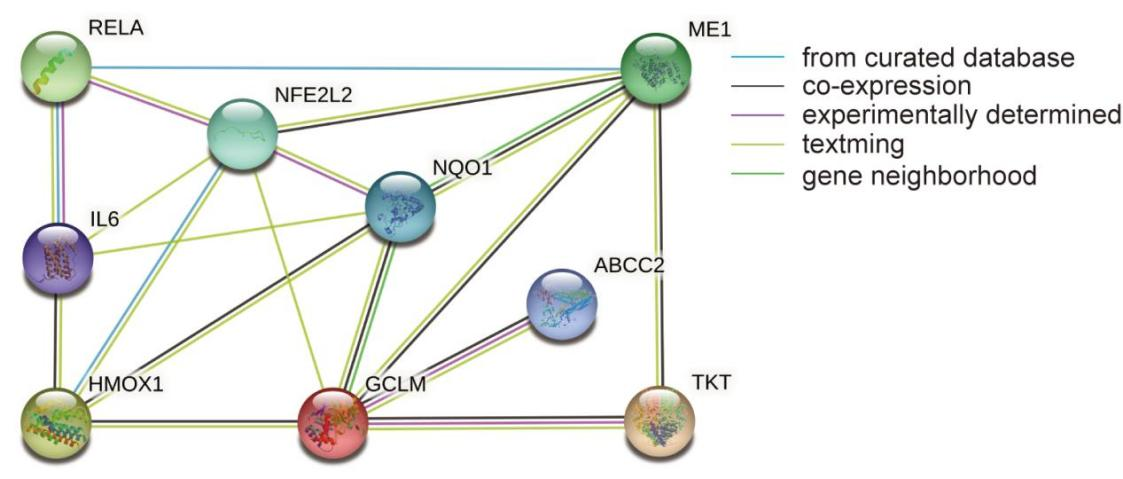 RELA
ME1
NFE2L2
NQO1
IL6
ABCC2
HMOX1
GCLM
TKT
from curated database
co-expression
experimentally determined
textming
gene neighborhood